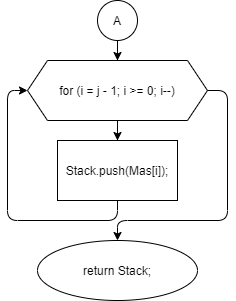 A
for (i = j - 1; i >= 0; i--)
Stack.push(Mas[i]);
return Stack;